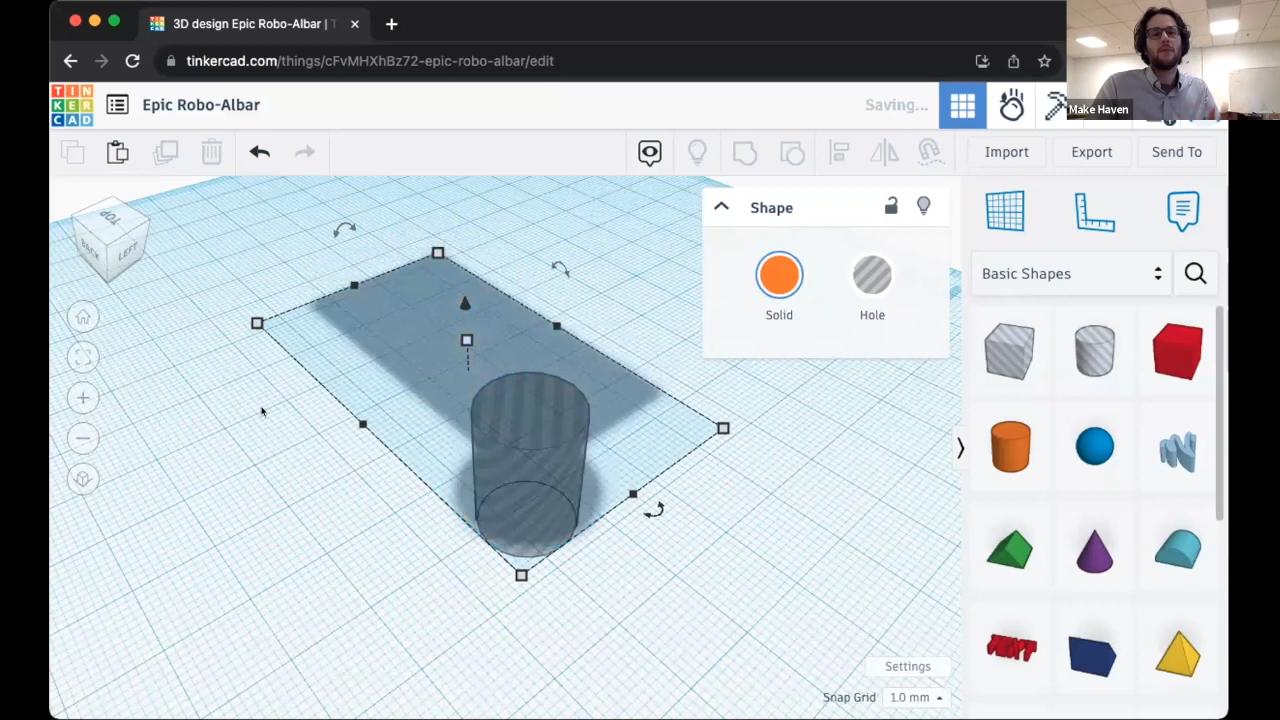 3D design Epic Robo-Albar | T
tinkercad.com/things/cFvMHXhBz72-epic-robo-albar/edit
Make Haven
TIN
KER
CAD
Epic Robo-Albar
Saving...
Import
Export
Send To
TOP
BACK
LEFT
Shape
Solid
Hole
Basic Shapes
TEXT
Settings
Snap Grid
1.0 mm